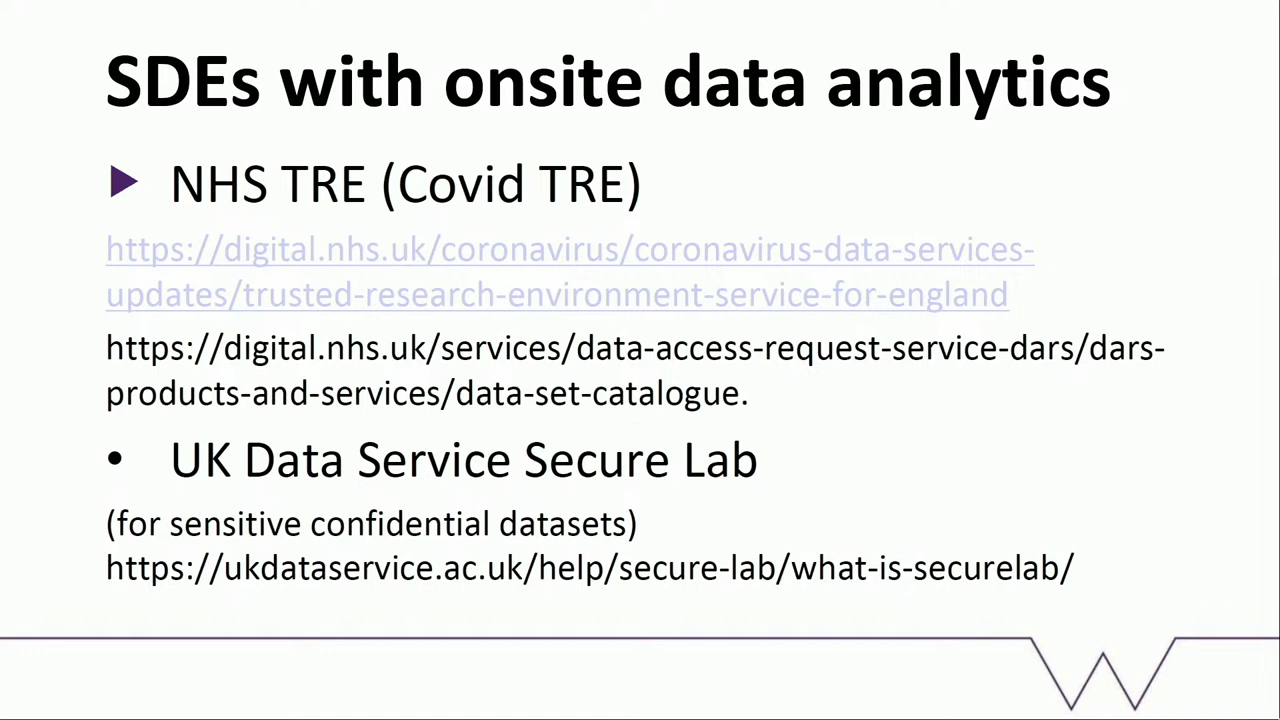 SDEs with onsite data analytics
NHS TRE (Covid TRE)
https://digital.nhs.uk/coronavirus/coronavirus-data-services-
updates/trusted-research-environment-service-for-england
https://digital.nhs.uk/services/data-access-request-service-dars/dars-
products-and-services/data-set-catalogue.
• UK Data Service Secure Lab
(for sensitive confidential datasets)
https://ukdataservice.ac.uk/help/secure-lab/what-is-securelab/